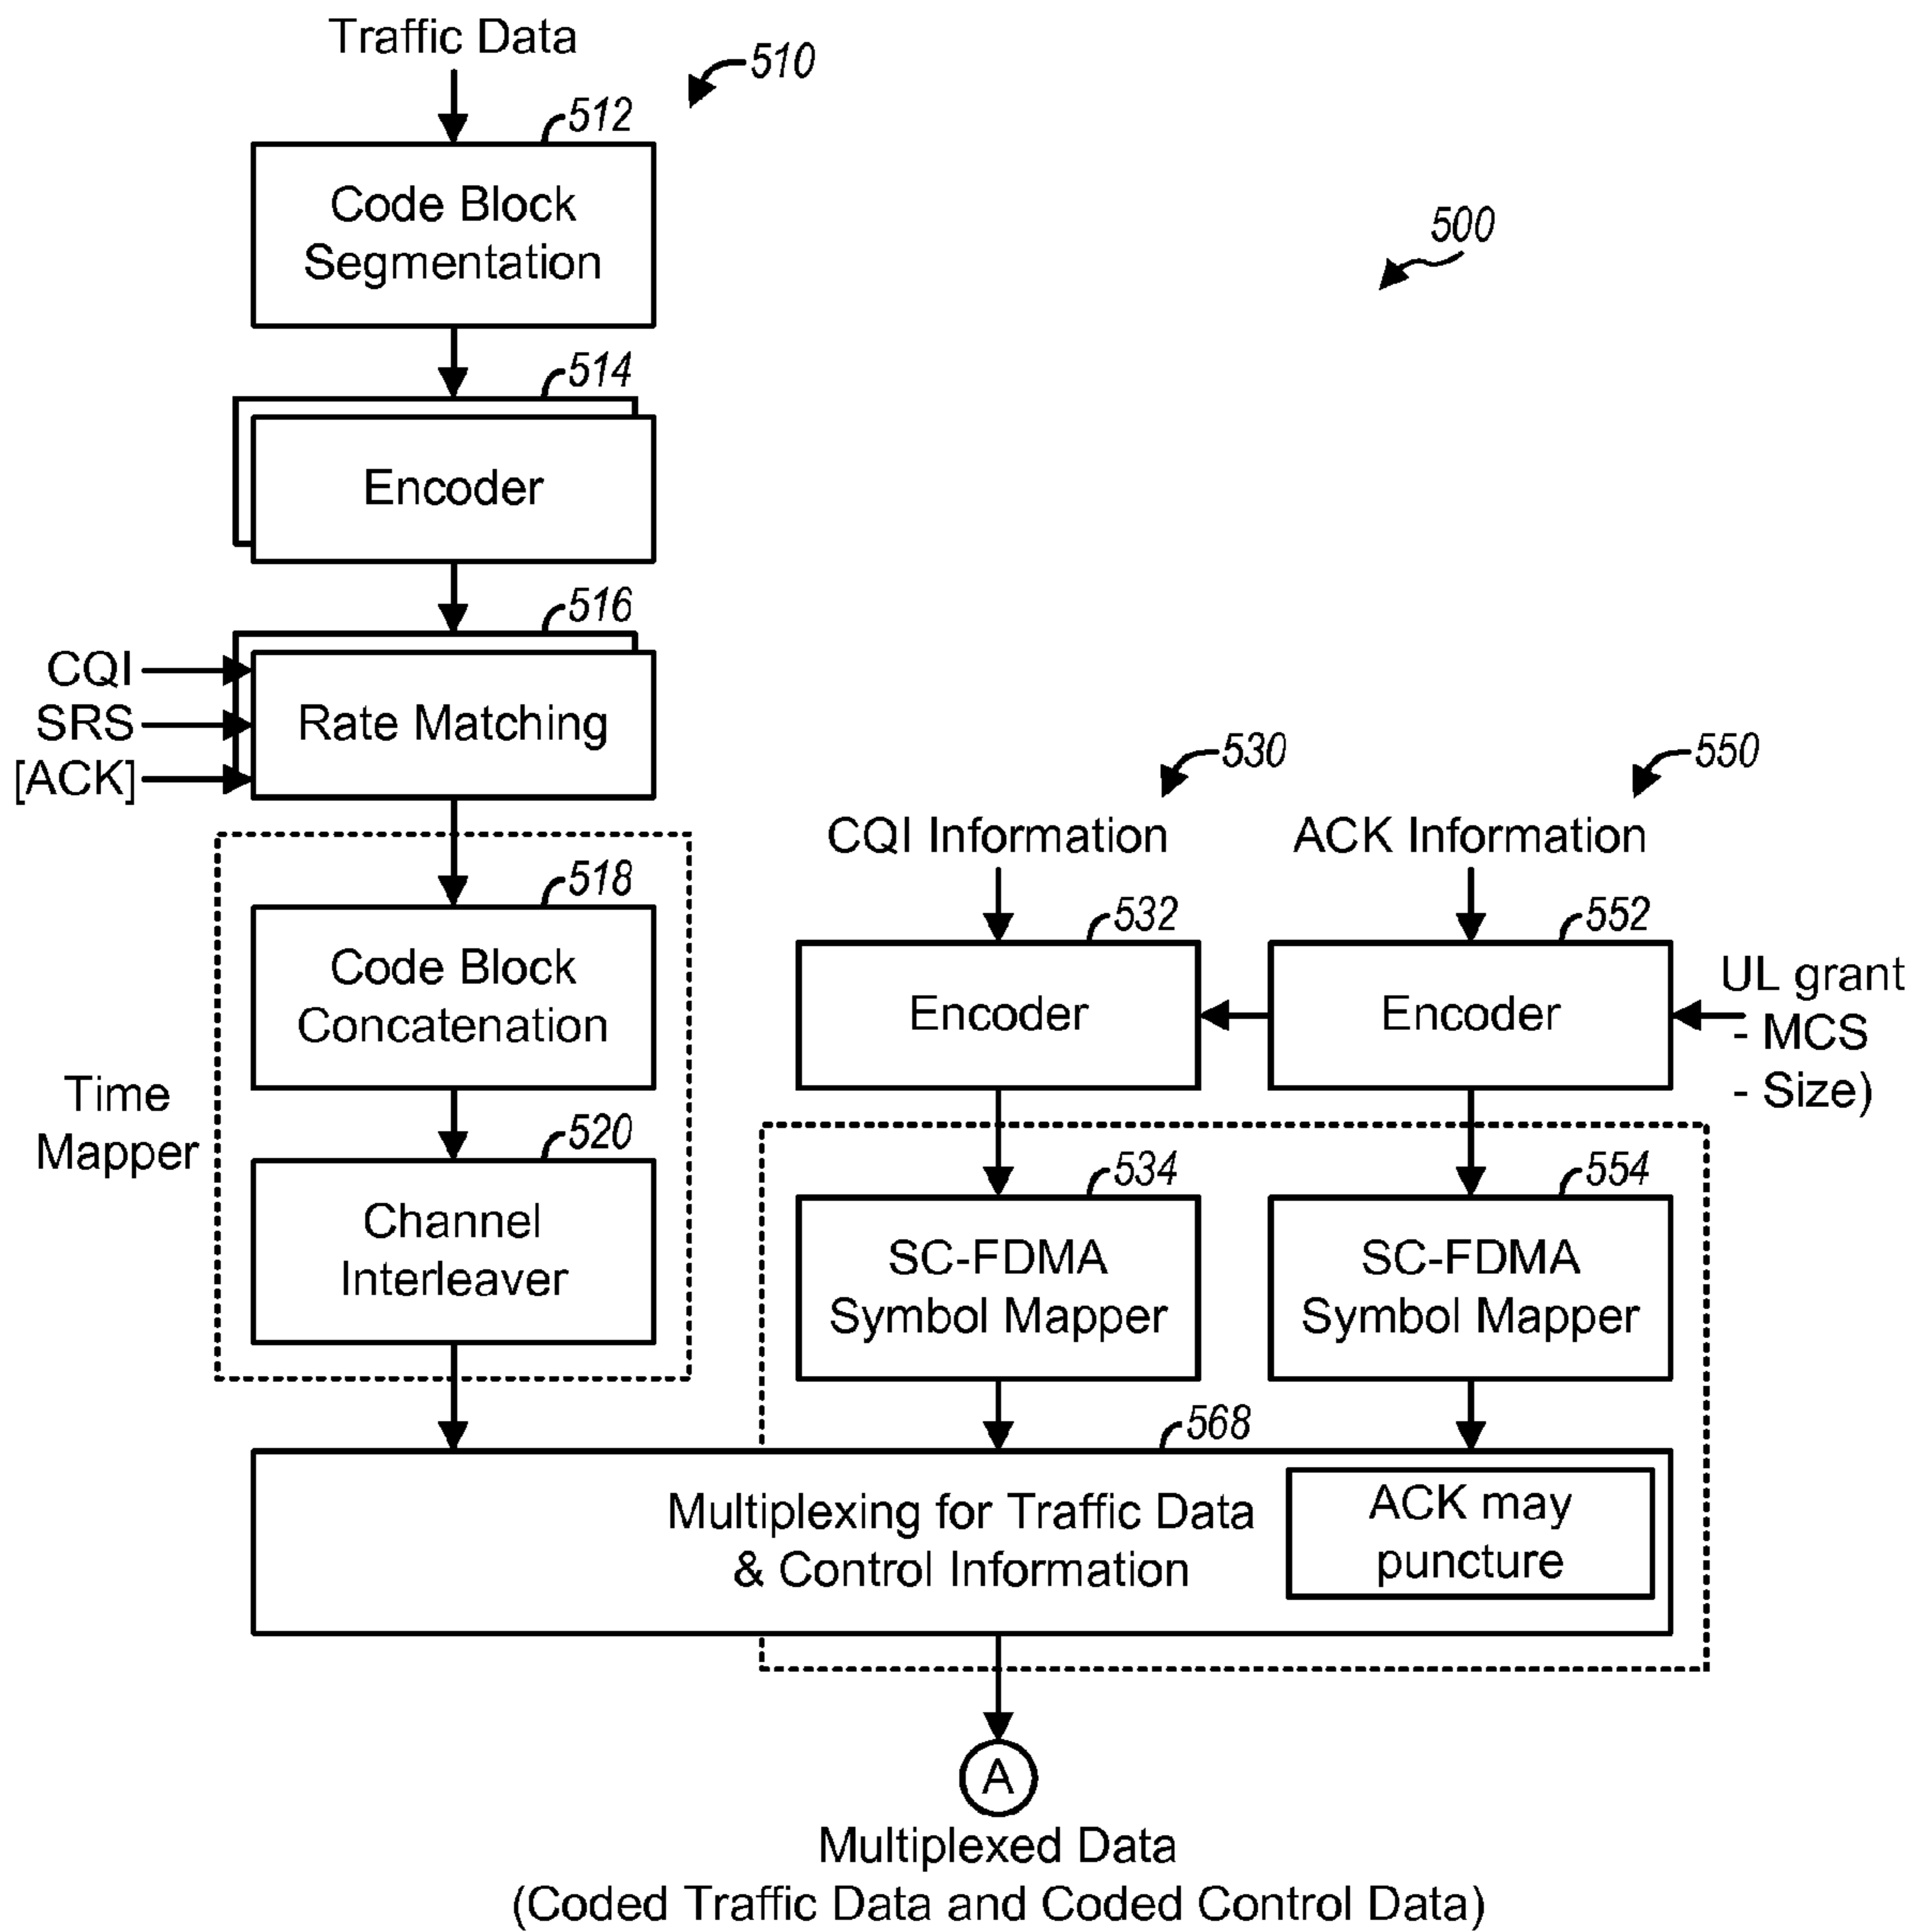 Traffic Data
510
512
Code Block
Segmentation
500
514
Encoder
516
CQI
SRS
[ACK]
Rate Matching
530
550
CQI Information
ACK Information
518
532
552
Code Block
Concatenation
Encoder
Encoder
UL grant
- MCS
- Size)
Time
Mapper
520
534
554
Channel
Interleaver
SC-FDMA
Symbol Mapper
SC-FDMA
Symbol Mapper
568
Multiplexing for Traffic Data
& Control Information
ACK may
puncture
A
Multiplexed Data
(Coded Traffic Data and Coded Control Data)